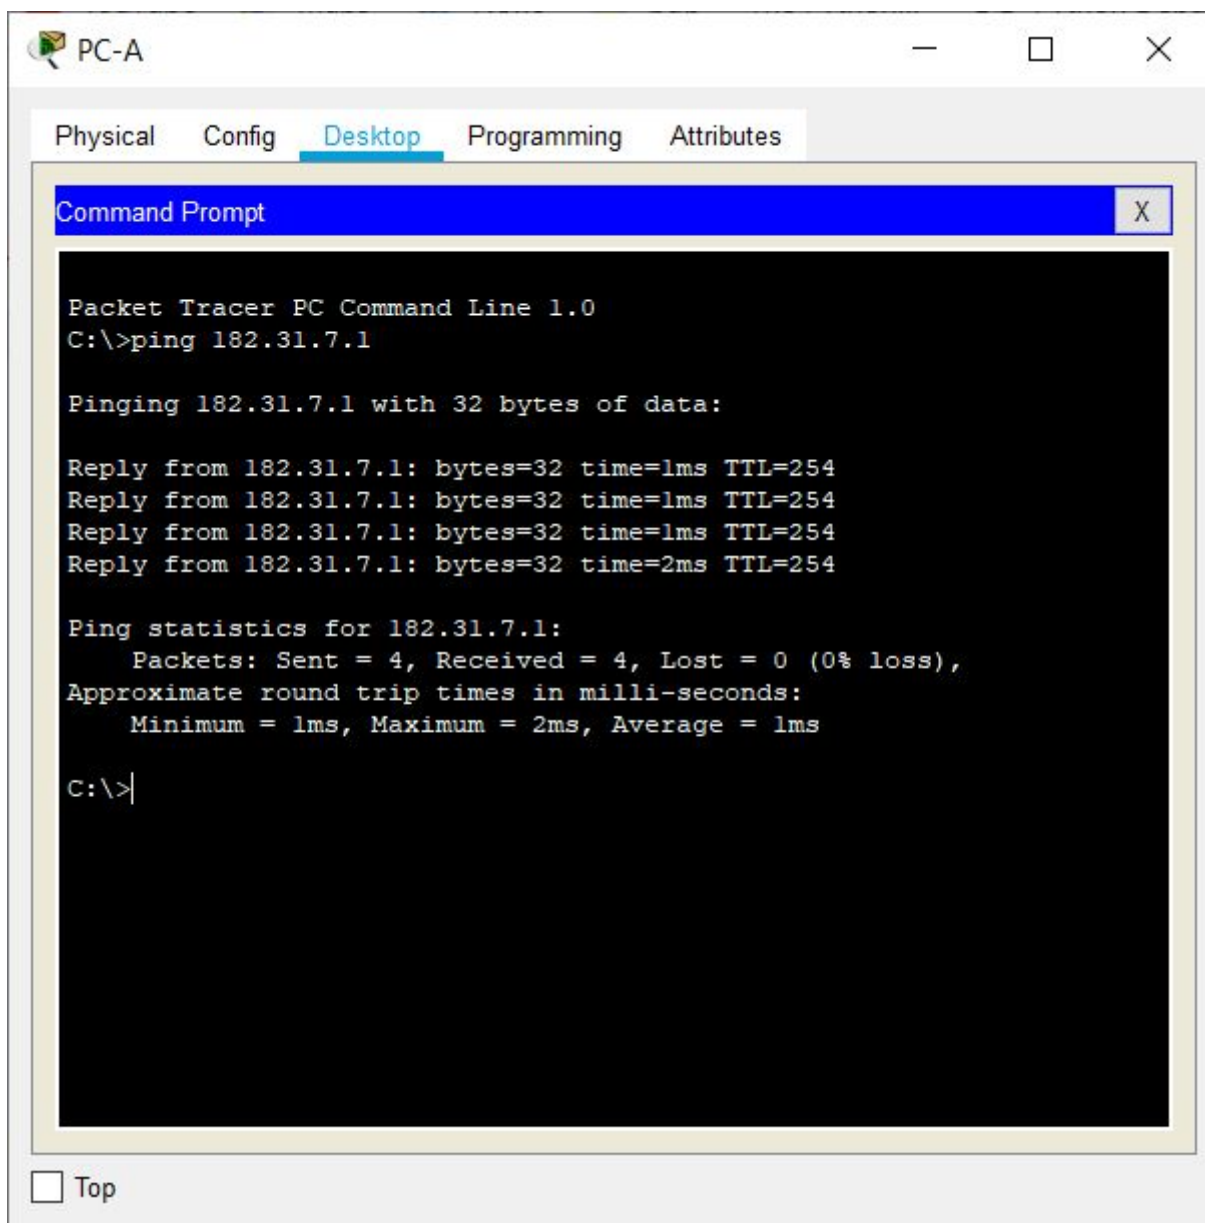 PC-A
Physical Config Desktop Programming Attributes
Command Prompt X
Packet Tracer PC Command Line 1.0
C:\>ping 182.31.7.1
Pinging 182.31.7.1 with 32 bytes of data:
Reply from 182.31.7.1: bytes=32 time=1ms TTL=254
Reply from 182.31.7.1: bytes=32 time=1ms TTL=254
Reply from 182.31.7.1: bytes=32 time=1ms TTL=254
Reply from 182.31.7.1: bytes=32 time=2ms TTL=254
Ping statistics for 182.31.7.1:
Packets: Sent = 4, Received = 4, Lost = 0 (0% loss),
Approximate round trip times in milli-seconds:
Minimum = 1ms, Maximum = 2ms, Average = 1ms
C:\>
Top